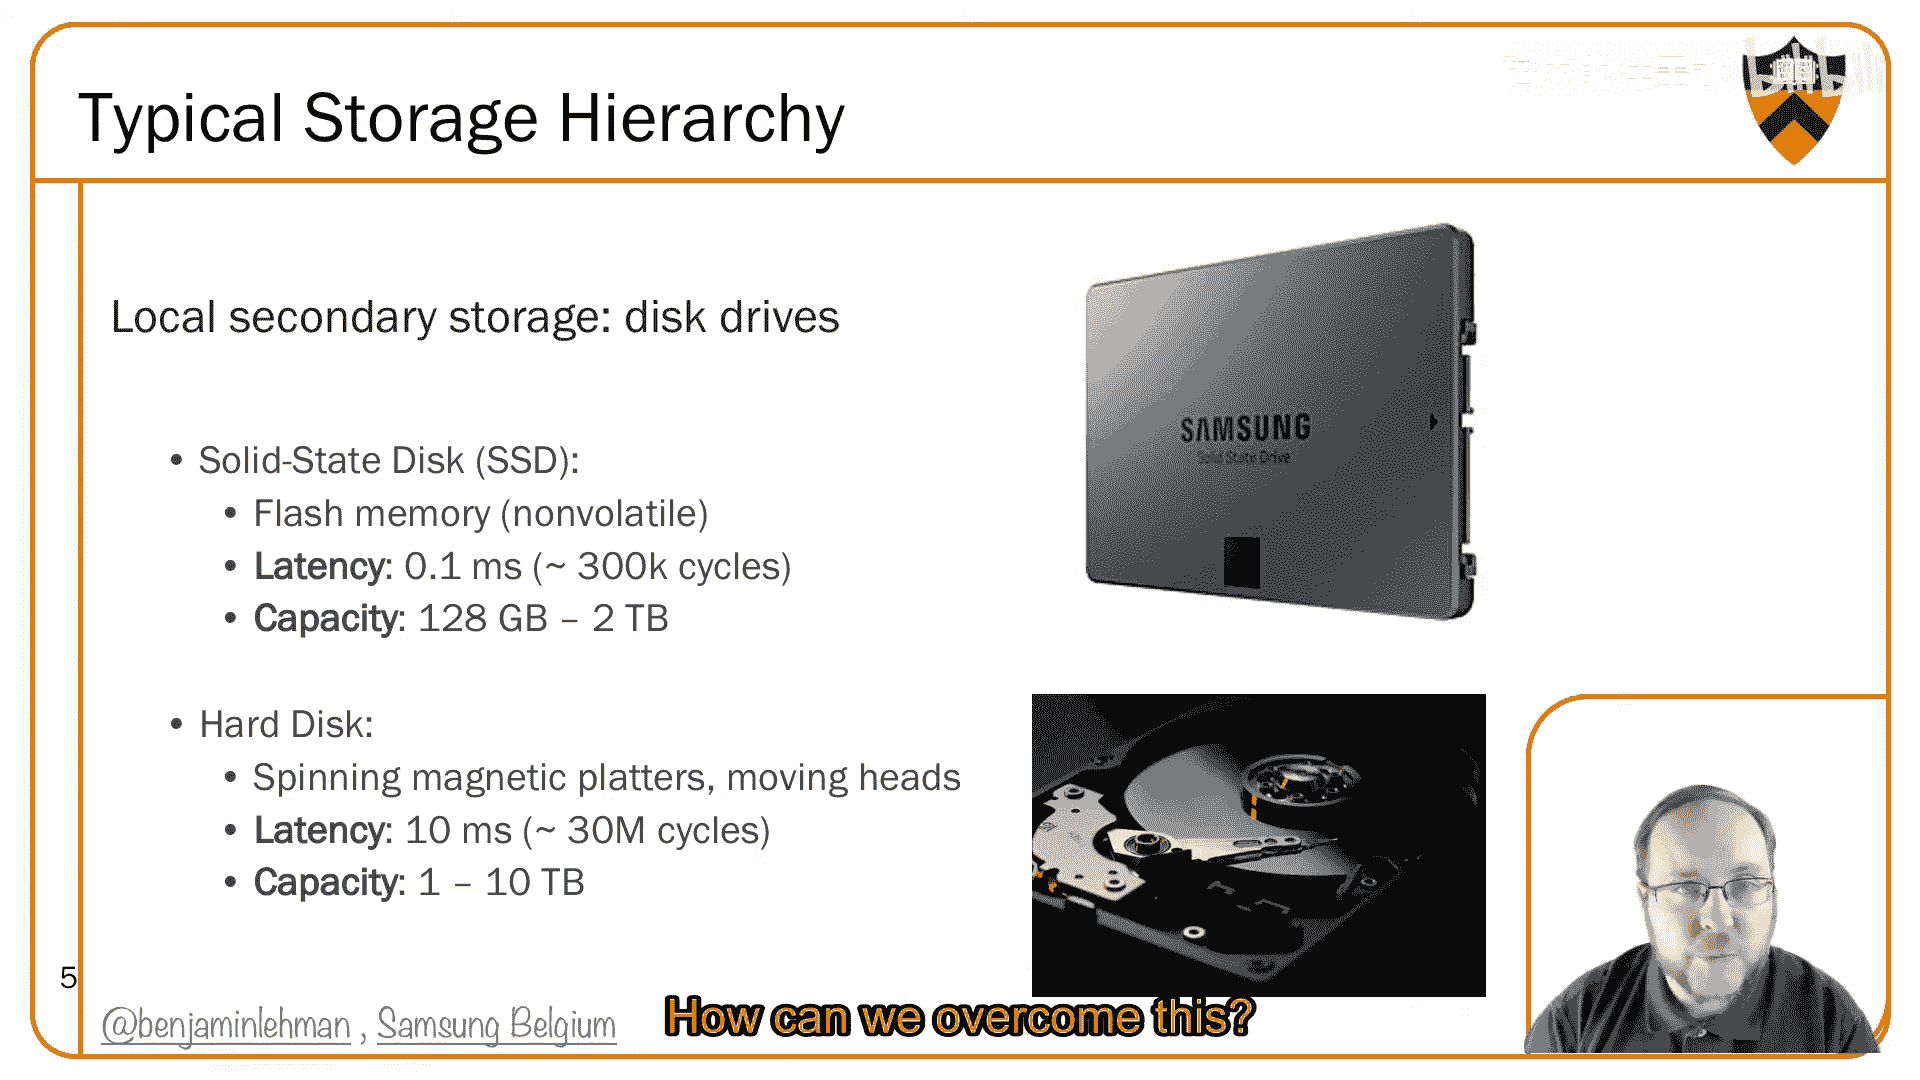 Typical Storage Hierarchy
Local secondary storage: disk drives
• Solid-State Disk (SSD):
• Flash memory (nonvolatile)
• Latency: 0.1 ms (~ 300k cycles)
• Capacity: 128 GB – 2 TB
SAMSUNG
Solid State Drive
• Hard Disk:
• Spinning magnetic platters, moving heads
• Latency: 10 ms (~ 30M cycles)
• Capacity: 1 – 10 TB
5
@benjaminlehman , Samsung Belgium
How can we overcome this?